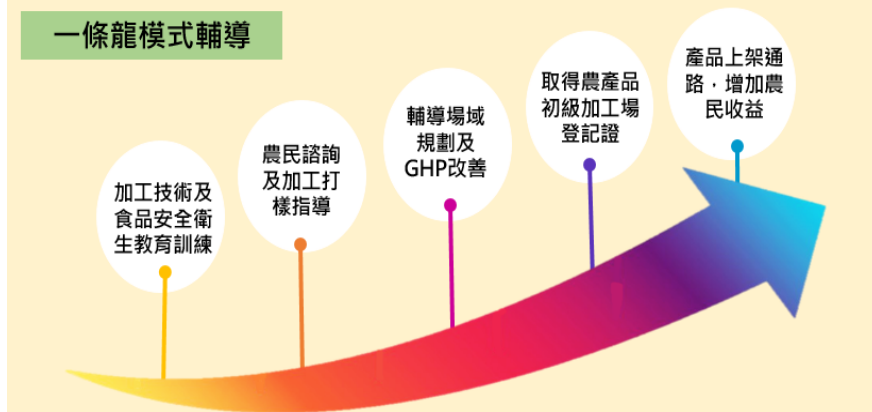 一條龍模式輔導
加工技術及
食品安全衛
生教育訓練
農民諮詢
及加工打
樣指導
輔導場域
規劃及
GHP改善
取得農產品
初級加工場
登記證
產品上架通
路，增加農
民收益